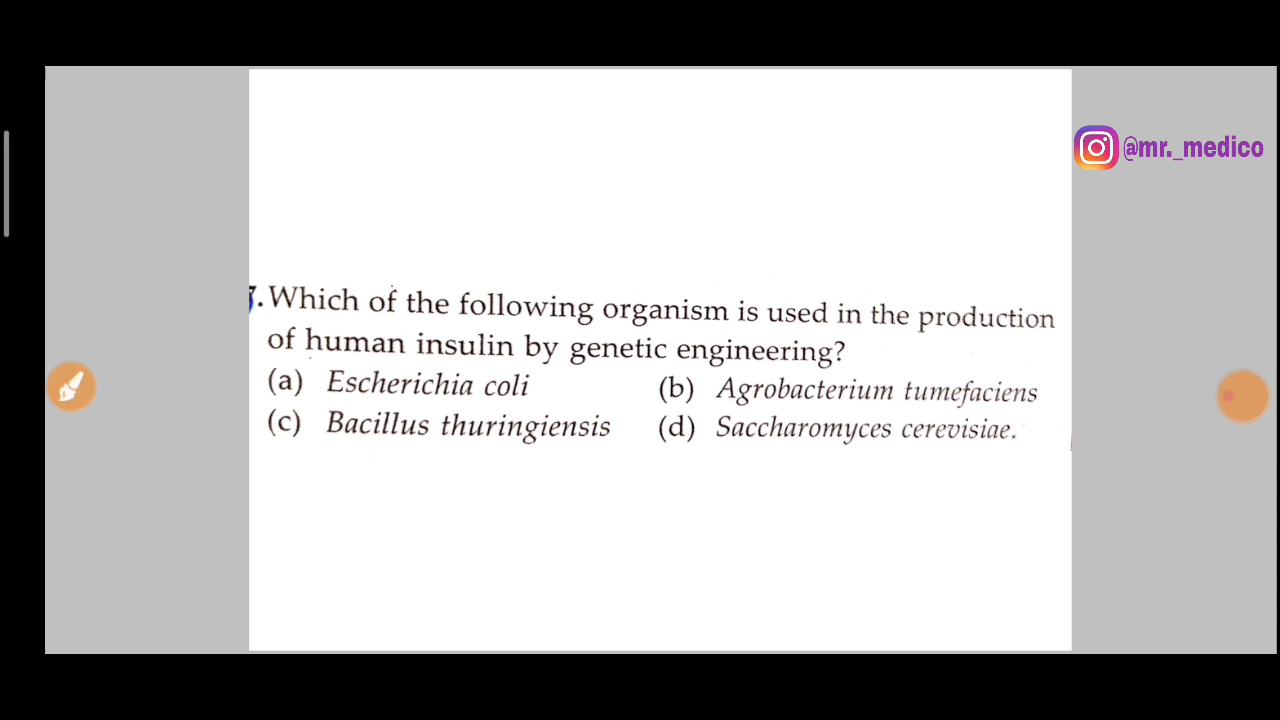 @mr._medico
7. Which of the following organism is used in the production
of human insulin by genetic engineering?
(a) Escherichia coli (b) Agrobacterium tumefaciens
(c) Bacillus thuringiensis (d) Saccharomyces cerevisiae.